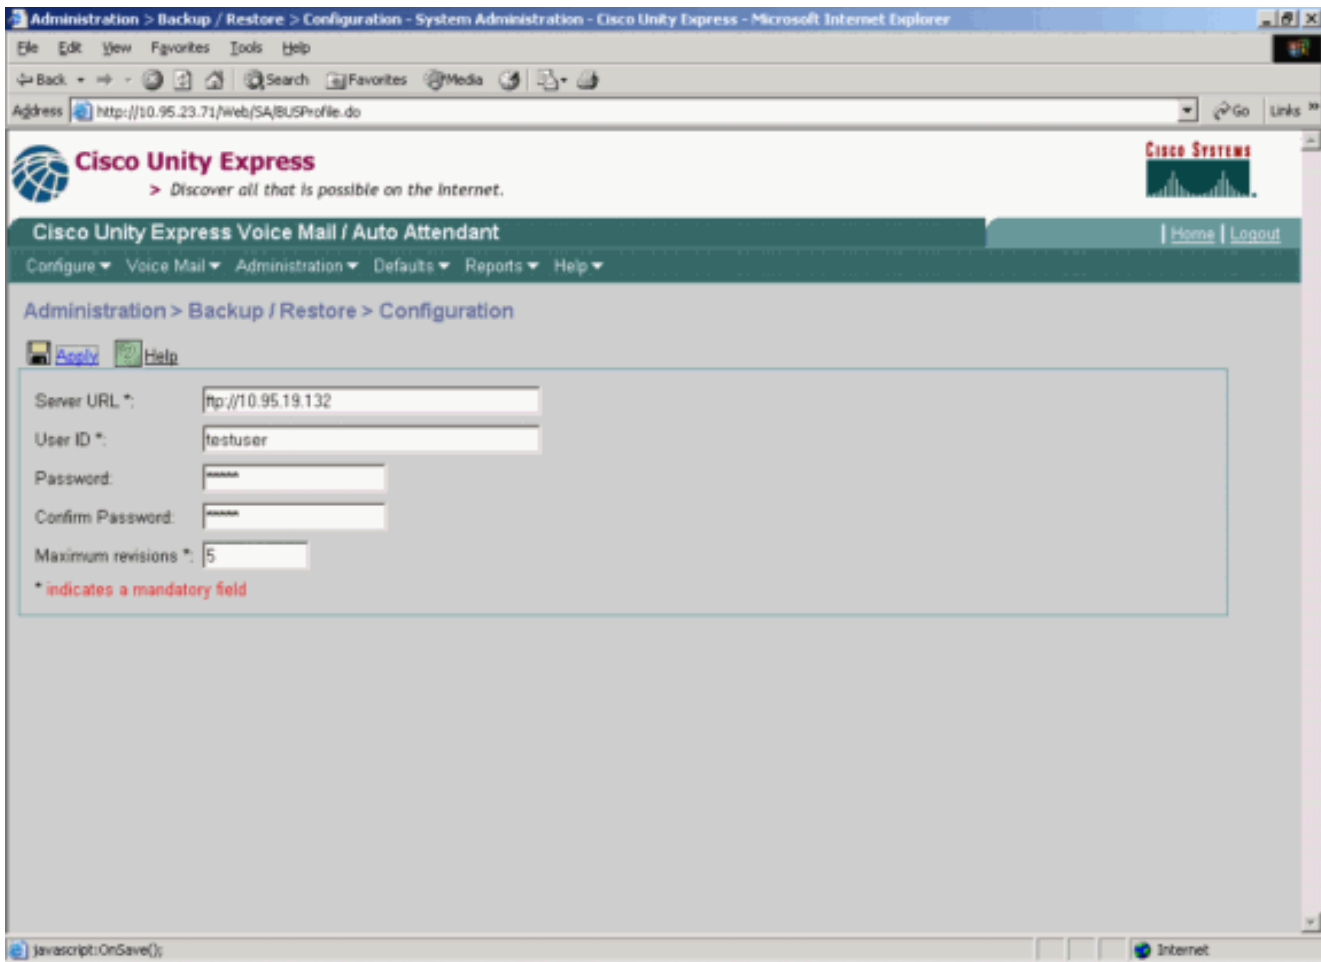 Administration > Backup / Restore > Configuration - System Administration - Cisco Unity Express - Microsoft Internet Explorer
File Edit View Favorites Tools Help
Back Search Favorites Media
Address http://10.95.23.71/Web/SA/BUSProfile.do Go Links »
Cisco Unity Express
> Discover all that is possible on the Internet.
CISCO SYSTEMS
Cisco Unity Express Voice Mail / Auto Attendant
| Home | Logout
Configure Voice Mail Administration Defaults Reports Help
Administration > Backup / Restore > Configuration
Apply Help
Server URL *: ftp://10.95.19.132
User ID *: testuser
Password:
Confirm Password:
Maximum revisions *: 5
* indicates a mandatory field
javascript:OnSave(); Internet